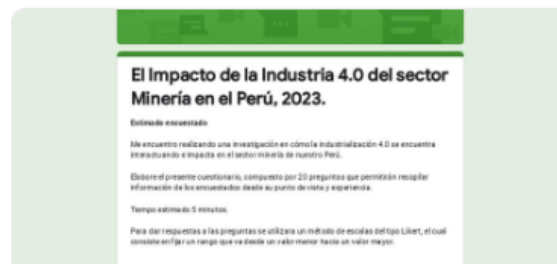 El Impacto de la Industria 4.0 del sector
Minería en el Perú, 2023.
Estimado encuestado
Me encuentro realizando una investigación en cómo la industrialización 4.0 se encuentra
interactuando e impacta en el sector minería de nuestro Perú.
Elabore el presente cuestionario, compuesto por 20 preguntas que permitirán recopilar
información de los encuestados desde su punto de vista y experiencia.
Tiempo estimado 5 minutos.
Para dar respuestas a las preguntas se utilizara un método de escalas del tipo Likert, el cual
consiste en fijar un rango que va desde un valor menor hacia un valor mayor.